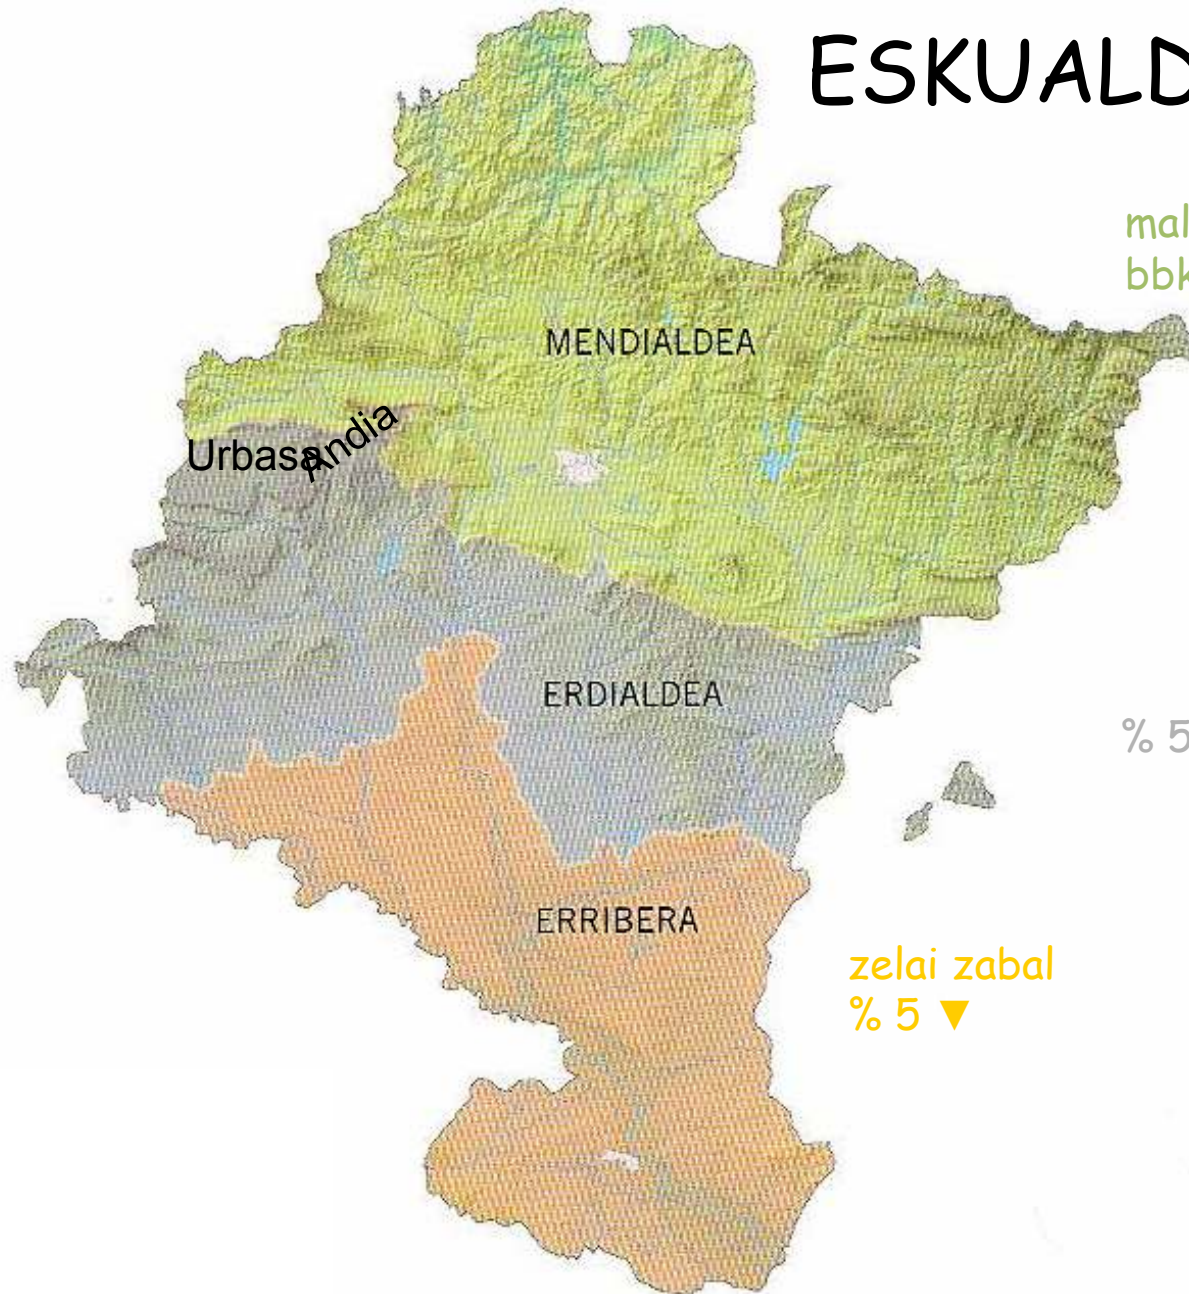 ESKUALD
mal
bbk
MENDIALDEA
Urbasa
Andia
ERDIALDEA
% 5
ERRIBERA
zelai zabal
% 5 ▼